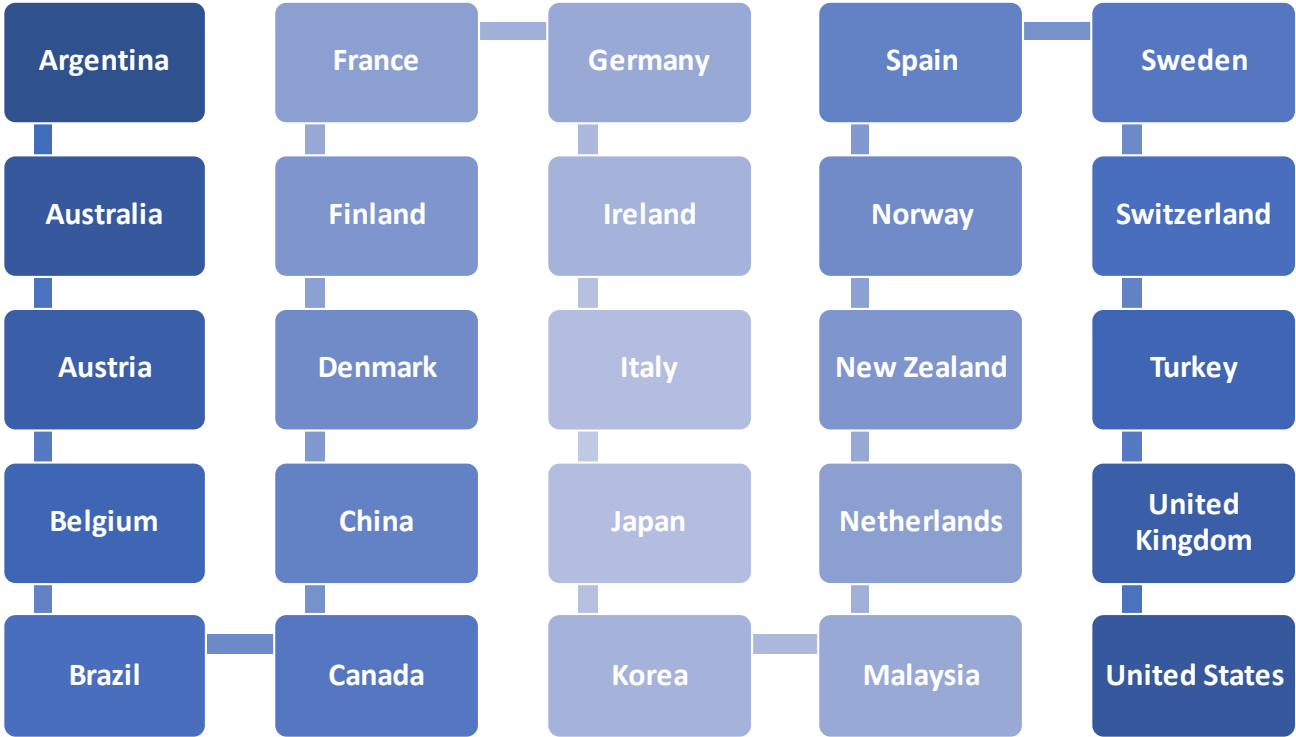 Argentina
Australia
Austria
Belgium
Brazil
Canada
China
Denmark
Finland
France
Germany
Ireland
Italy
Japan
Korea
Malaysia
Netherlands
New Zealand
Norway
Spain
Sweden
Switzerland
Turkey
United
Kingdom
United States